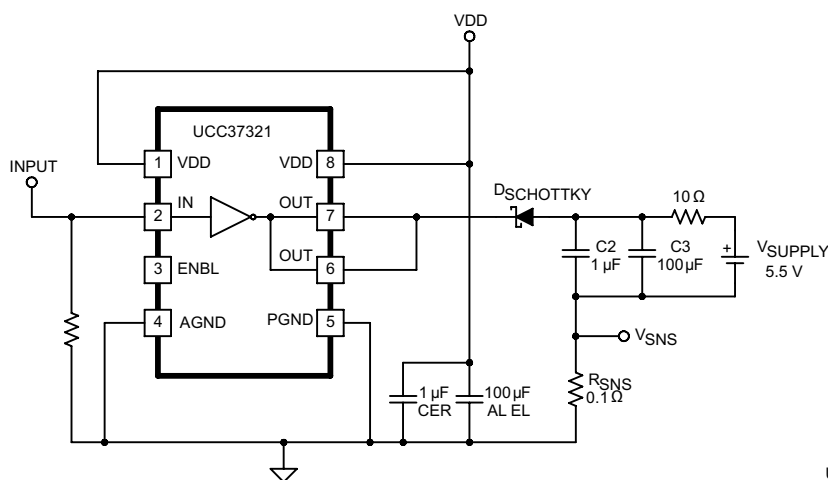 VDD
UCC37321
INPUT
1
VDD
VDD
8
2
IN
OUT
7
3
ENBL
OUT
6
4
AGND
PGND
5
DSCHOTTKY
10 Ω
C2
1 µF
C3
100 µF
+
VSUPPLY
5.5 V
VSNS
RSNS
0.1 Ω
1 µF
CER
100 µF
AL EL
U